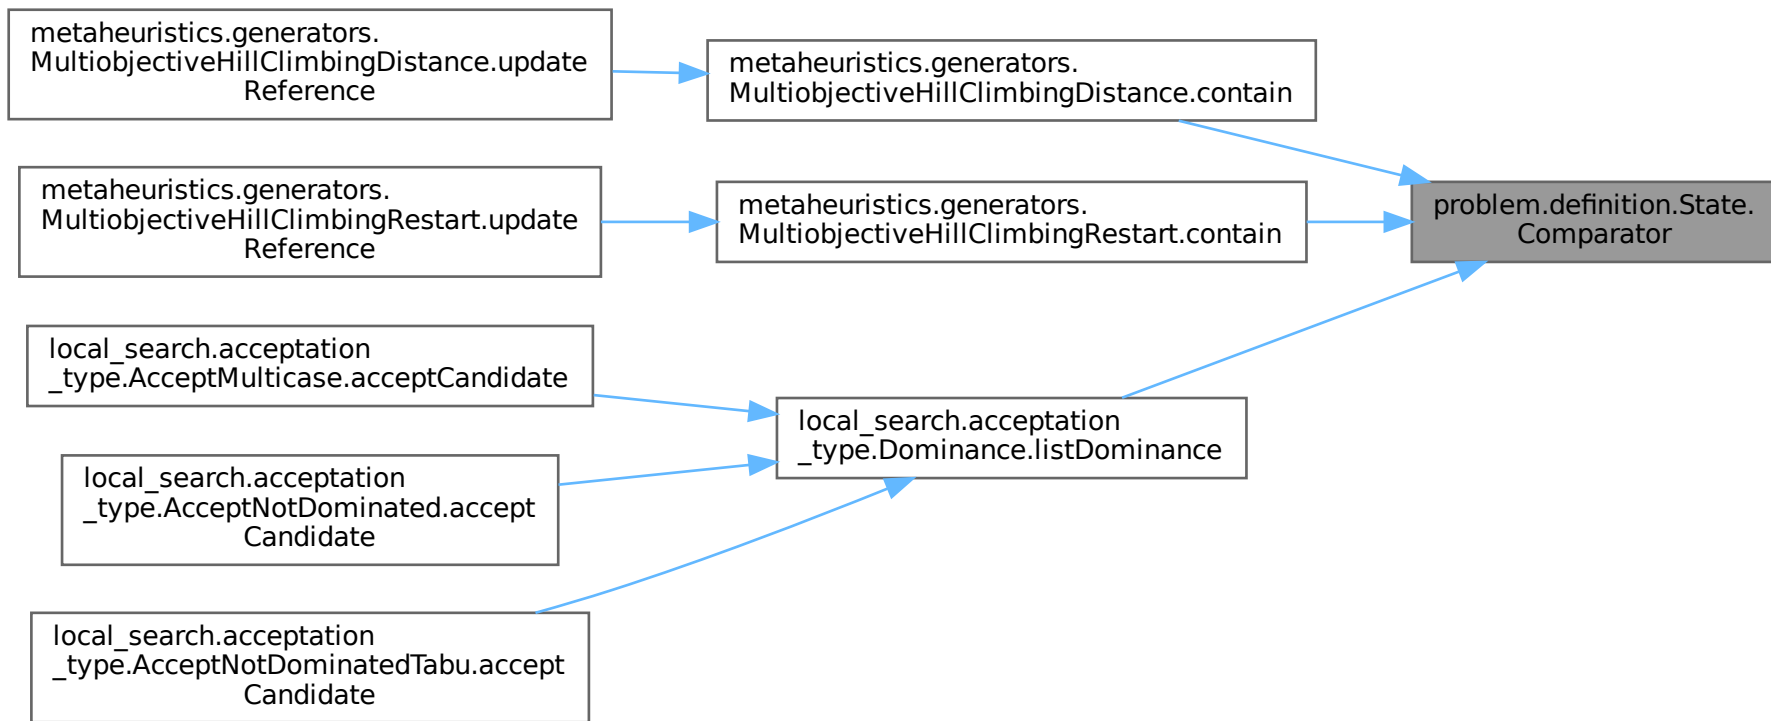 metaheuristics.generators.
MultiobjectiveHillClimbingDistance.update
Reference
metaheuristics.generators.
MultiobjectiveHillClimbingDistance.contain
metaheuristics.generators.
MultiobjectiveHillClimbingRestart.update
Reference
metaheuristics.generators.
MultiobjectiveHillClimbingRestart.contain
problem.definition.State.
Comparator
local_search.acceptation
_type.AcceptMulticase.acceptCandidate
local_search.acceptation
_type.Dominance.listDominance
local_search.acceptation
_type.AcceptNotDominated.accept
Candidate
local_search.acceptation
_type.AcceptNotDominatedTabu.accept
Candidate